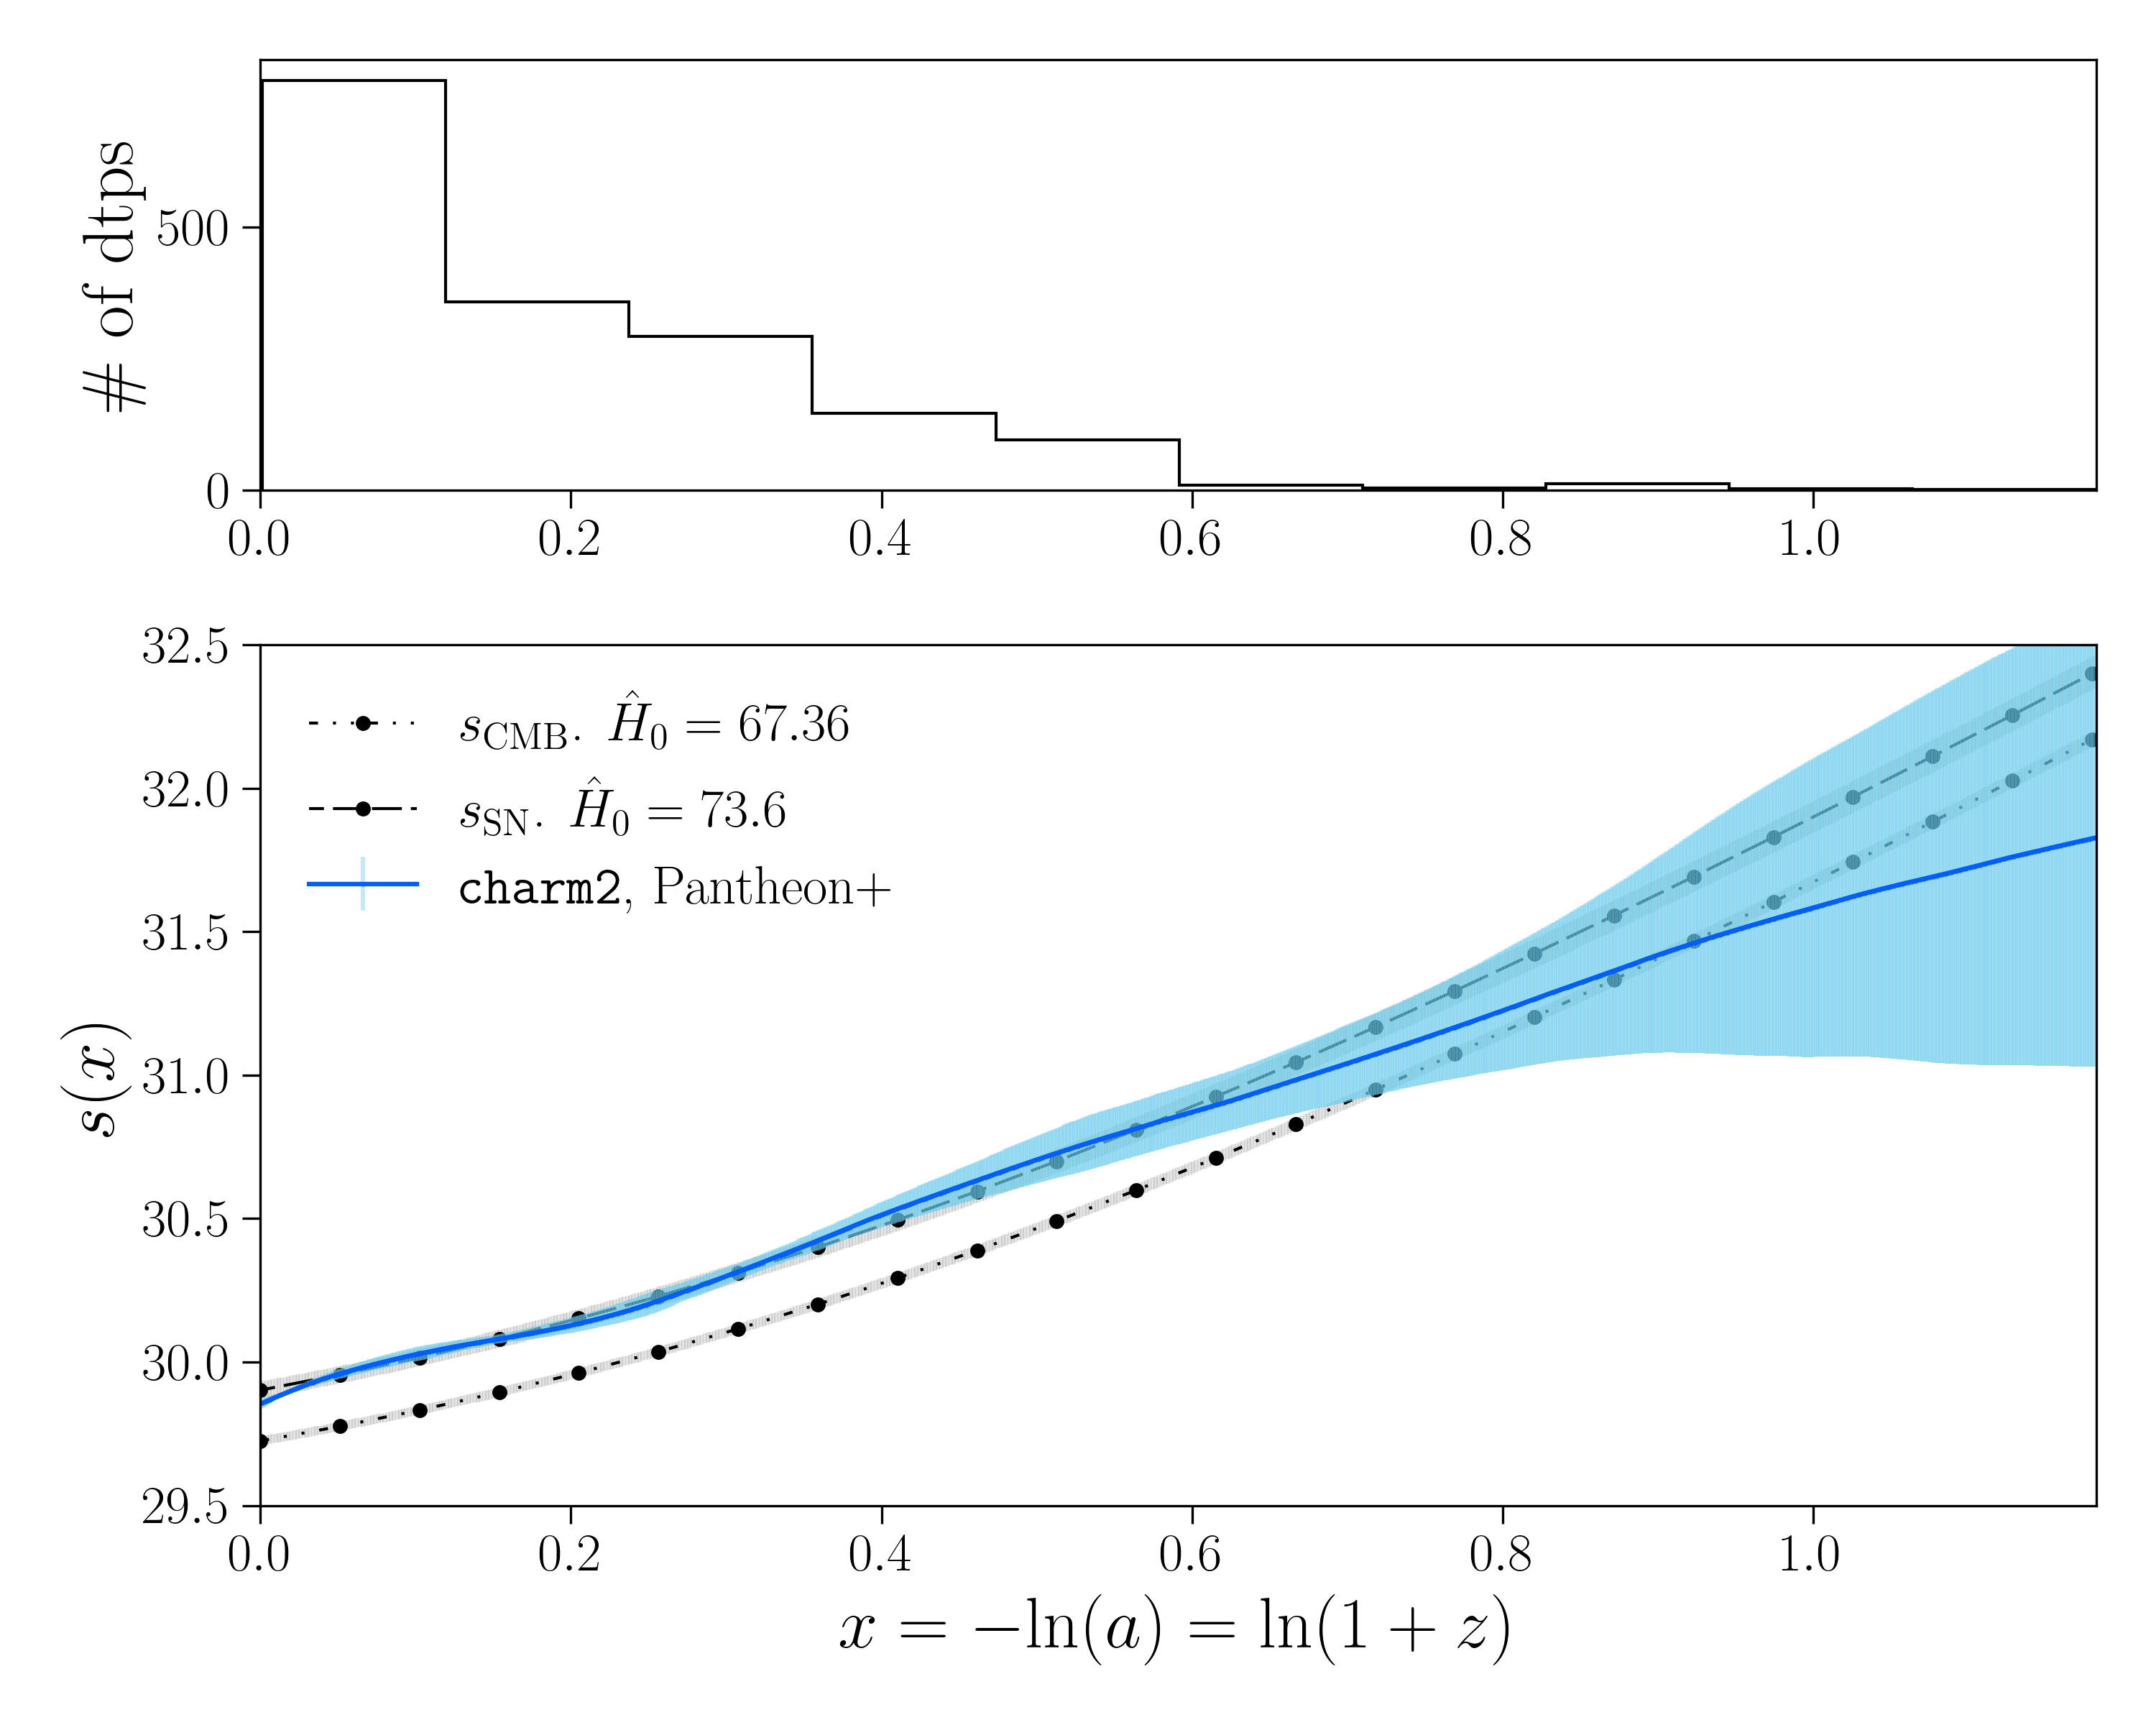 # of dtps
500
0
0.0 0.2 0.4 0.6 0.8 1.0
s(x)
32.5
32.0
31.5
31.0
30.5
30.0
29.5
s_CMB. Ĥ_0 = 67.36
s_SN. Ĥ_0 = 73.6
charm2, Pantheon+
0.0 0.2 0.4 0.6 0.8 1.0
x = −ln(a) = ln(1 + z)